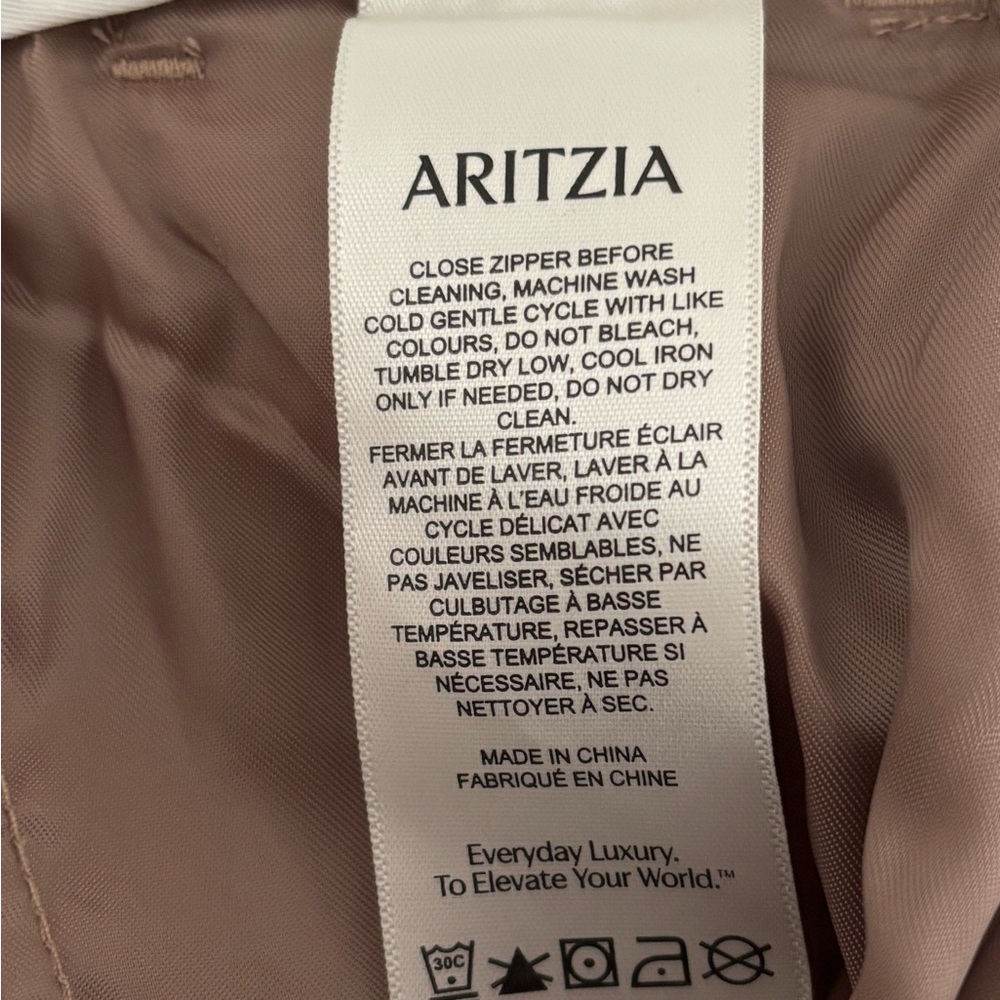 ARITZIA
CLOSE ZIPPER BEFORE
CLEANING, MACHINE WASH
COLD GENTLE CYCLE WITH LIKE
COLOURS, DO NOT BLEACH,
TUMBLE DRY LOW, COOL IRON
ONLY IF NEEDED, DO NOT DRY
CLEAN.
FERMER LA FERMETURE ÉCLAIR
AVANT DE LAVER, LAVER À LA
MACHINE À L'EAU FROIDE AU
CYCLE DÉLICAT AVEC
COULEURS SEMBLABLES, NE
PAS JAVELISER, SÉCHER PAR
CULBUTAGE À BASSE
TEMPÉRATURE, REPASSER À
BASSE TEMPÉRATURE SI
NÉCESSAIRE, NE PAS
NETTOYER À SEC.
MADE IN CHINA
FABRIQUÉ EN CHINE
Everyday Luxury.
To Elevate Your World.™
30C